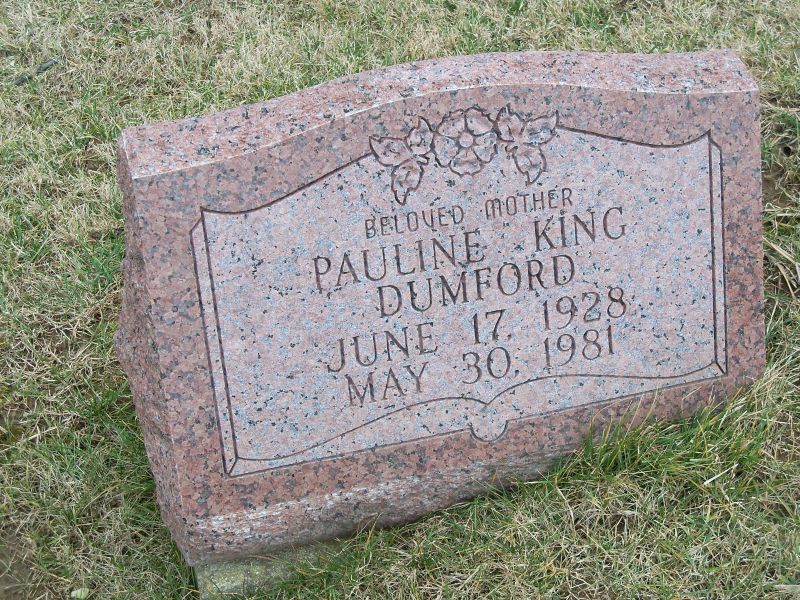 BELOVED MOTHER
PAULINE KING
DUMFORD
JUNE 17, 1928
MAY 30, 1981